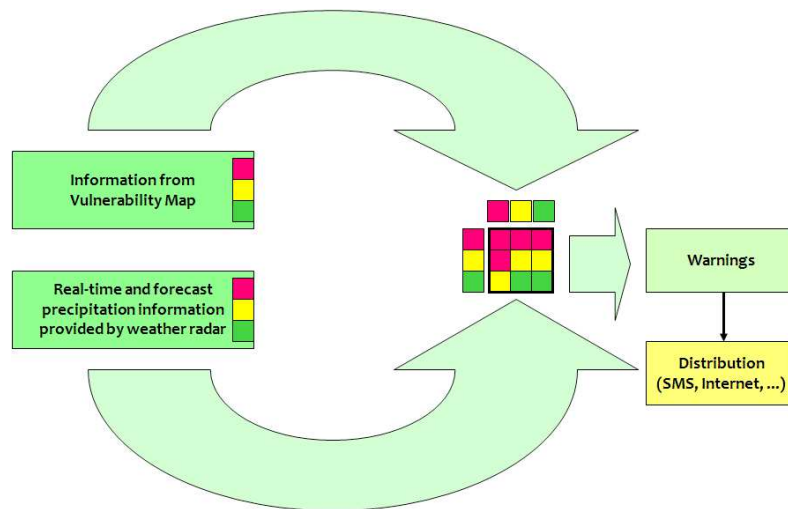 Information from
Vulnerability Map
Real-time and forecast
precipitation information
provided by weather radar
Warnings
Distribution
(SMS, Internet, ...)